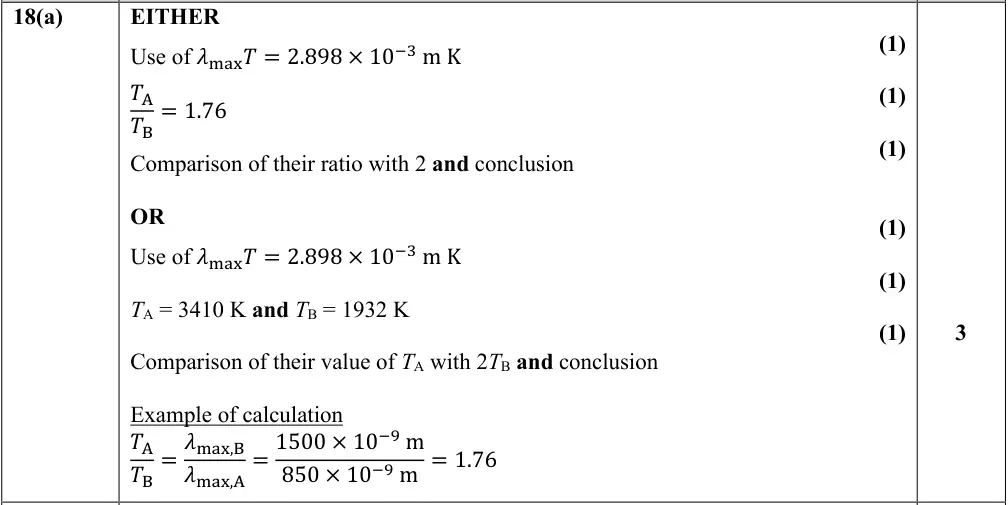 18(a)
EITHER
Use of λmaxT = 2.898 × 10⁻³ m K (1)
TA/TB = 1.76 (1)
Comparison of their ratio with 2 and conclusion (1)
OR
Use of λmaxT = 2.898 × 10⁻³ m K (1)
TA = 3410 K and TB = 1932 K (1)
Comparison of their value of TA with 2TB and conclusion (1)
3
Example of calculation
TA/TB = λmax,B/λmax,A = 1500 × 10⁻⁹ m/850 × 10⁻⁹ m = 1.76